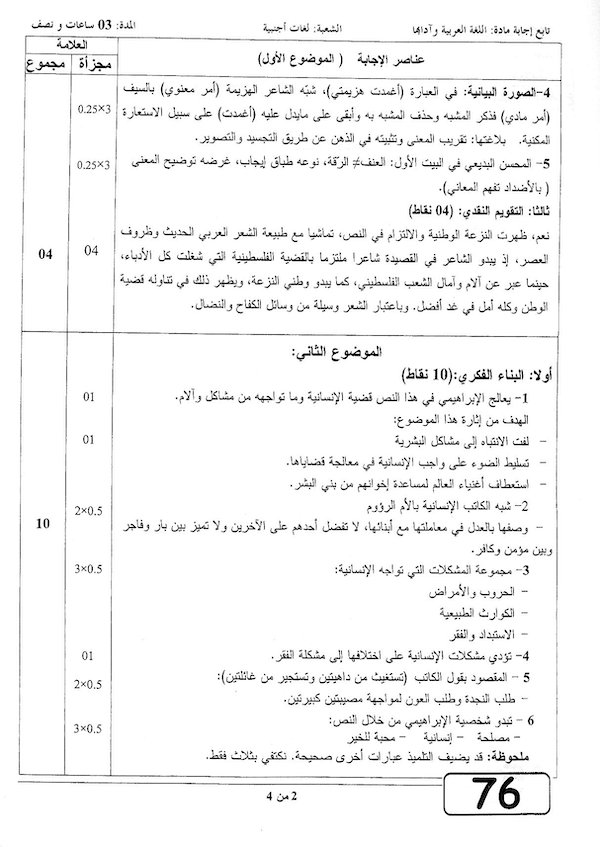 تابع إجابة مادة: اللغة العربية وآدابها الشعبة: لغات أجنبية المدة: 03 ساعات و نصف
عناصر الإجابة ( الموضوع الأول) العلامة
مجزأة مجموع
4-الصورة البيانية: في العبارة (أغمدت هزيمتي)، شبّه الشاعر الهزيمة (أمر معنوي) بالسيف 0.25×3
(أمر مادي) فذكر المشبه وحذف المشبه به وأبقى على مايدل عليه (أغمدت) على سبيل الاستعارة
المكنية. بلاغتها: تقريب المعنى وتثبيته في الذهن عن طريق التجسيد والتصوير.
5- المحسن البديعي في البيت الأول: العنف≠ الرّقة، نوعه طباق إيجاب، غرضه توضيح المعنى 0.25×3
( بالأضداد تفهم المعاني).
ثالثا: التقويم النقدي: (04 نقاط)
نعم، ظهرت النزعة الوطنية والالتزام في النص، تماشيا مع طبيعة الشعر العربي الحديث وظروف
العصر، إذ يبدو الشاعر في القصيدة شاعرا ملتزما بالقضية الفلسطينية التي شغلت كل الأدباء، 04 04
حينما عبر عن آلام وآمال الشعب الفلسطيني، كما يبدو وطني النزعة، ويظهر ذلك في تناوله قضية
الوطن وكله أمل في غد أفضل. وباعتبار الشعر وسيلة من وسائل الكفاح والنضال.
الموضوع الثاني:
أولا: البناء الفكري:(10 نقاط)
1- يعالج الإبراهيمي في هذا النص قضية الإنسانية وما تواجهه من مشاكل وآلام. 01
الهدف من إثارة هذا الموضوع:
- لفت الانتباه إلى مشاكل البشرية 01
- تسليط الضوء على واجب الإنسانية في معالجة قضاياها.
- استعطاف أغنياء العالم لمساعدة إخوانهم من بني البشر.
2- شبه الكاتب الإنسانية بالأم الرؤوم 2×0.5
- وصفها بالعدل في معاملتها مع أبنائها، لا تفضل أحدهم على الآخرين ولا تميز بين بار وفاجر 10
وبين مؤمن وكافر.
3- مجموعة المشكلات التي تواجه الإنسانية: 3×0.5
- الحروب والأمراض
- الكوارث الطبيعية
- الاستبداد والفقر
4- تؤدي مشكلات الإنسانية على اختلافها إلى مشكلة الفقر. 01
5 - المقصود بقول الكاتب (تستغيث من داهيتين وتستجير من غائلتين): 2×0.5
- طلب النجدة وطلب العون لمواجهة مصيبتين كبيرتين.
6 - تبدو شخصية الإبراهيمي من خلال النص: 3×0.5
- مصلحة - إنسانية - محبة للخير
ملحوظة: قد يضيف التلميذ عبارات أخرى صحيحة. نكتفي بثلاث فقط.
2 من 4
76